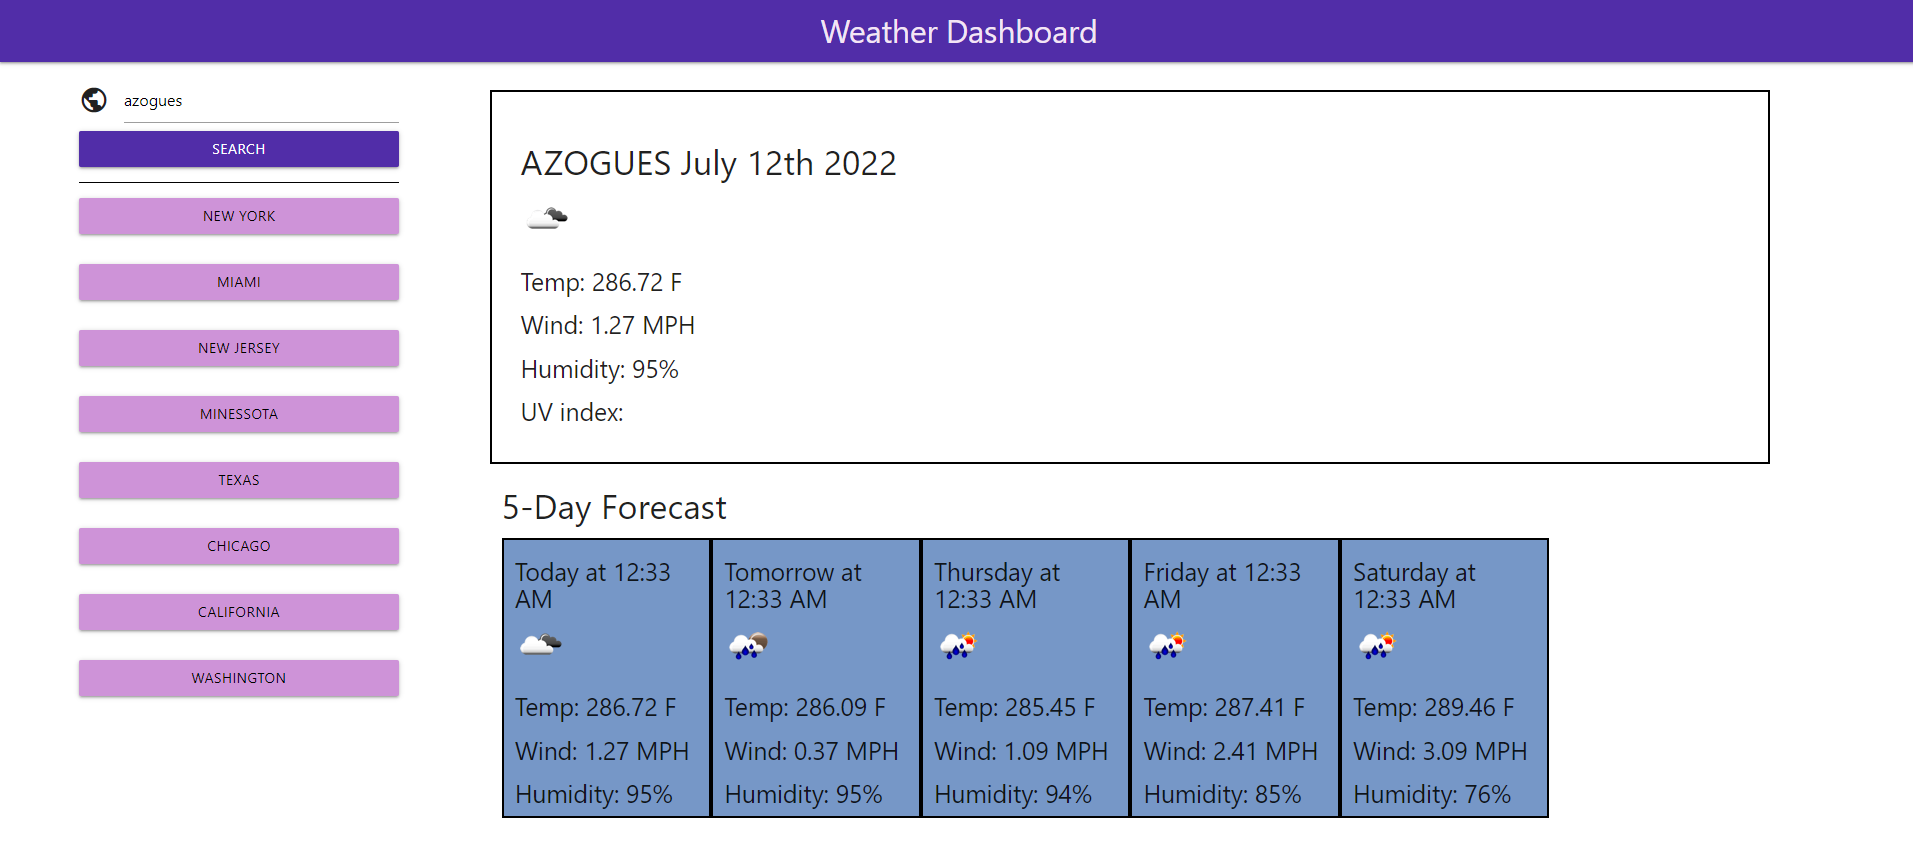 Weather Dashboard
azogues
SEARCH
NEW YORK
MIAMI
NEW JERSEY
MINESSOTA
TEXAS
CHICAGO
CALIFORNIA
WASHINGTON
AZOGUES July 12th 2022
Temp: 286.72 F
Wind: 1.27 MPH
Humidity: 95%
UV index:
5-Day Forecast
Today at 12:33
AM
Temp: 286.72 F
Wind: 1.27 MPH
Humidity: 95%
Tomorrow at
12:33 AM
Temp: 286.09 F
Wind: 0.37 MPH
Humidity: 95%
Thursday at
12:33 AM
Temp: 285.45 F
Wind: 1.09 MPH
Humidity: 94%
Friday at 12:33
AM
Temp: 287.41 F
Wind: 2.41 MPH
Humidity: 85%
Saturday at
12:33 AM
Temp: 289.46 F
Wind: 3.09 MPH
Humidity: 76%